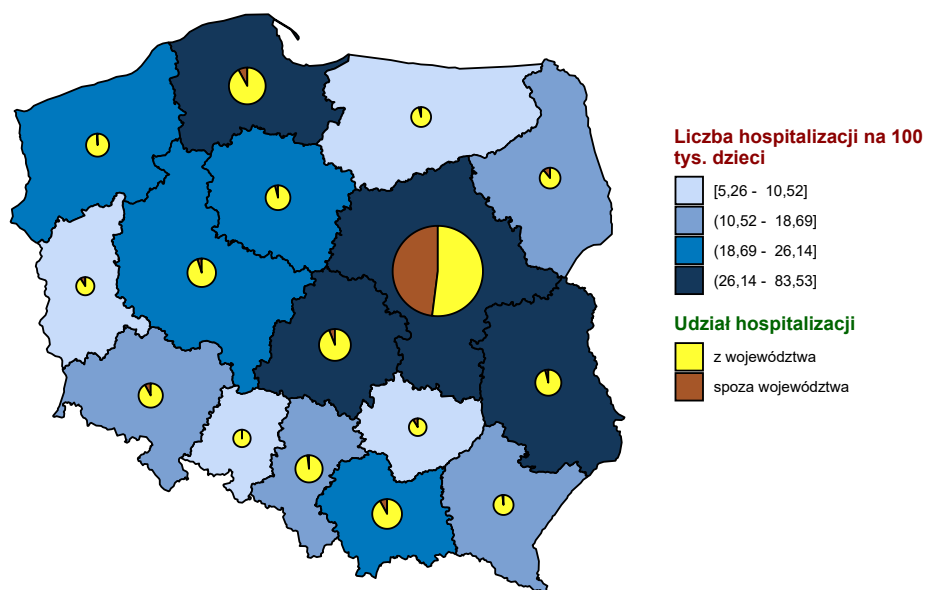 Liczba hospitalizacji na 100
tys. dzieci
[5,26 - 10,52]
(10,52 - 18,69]
(18,69 - 26,14]
(26,14 - 83,53]
Udział hospitalizacji
z województwa
spoza województwa